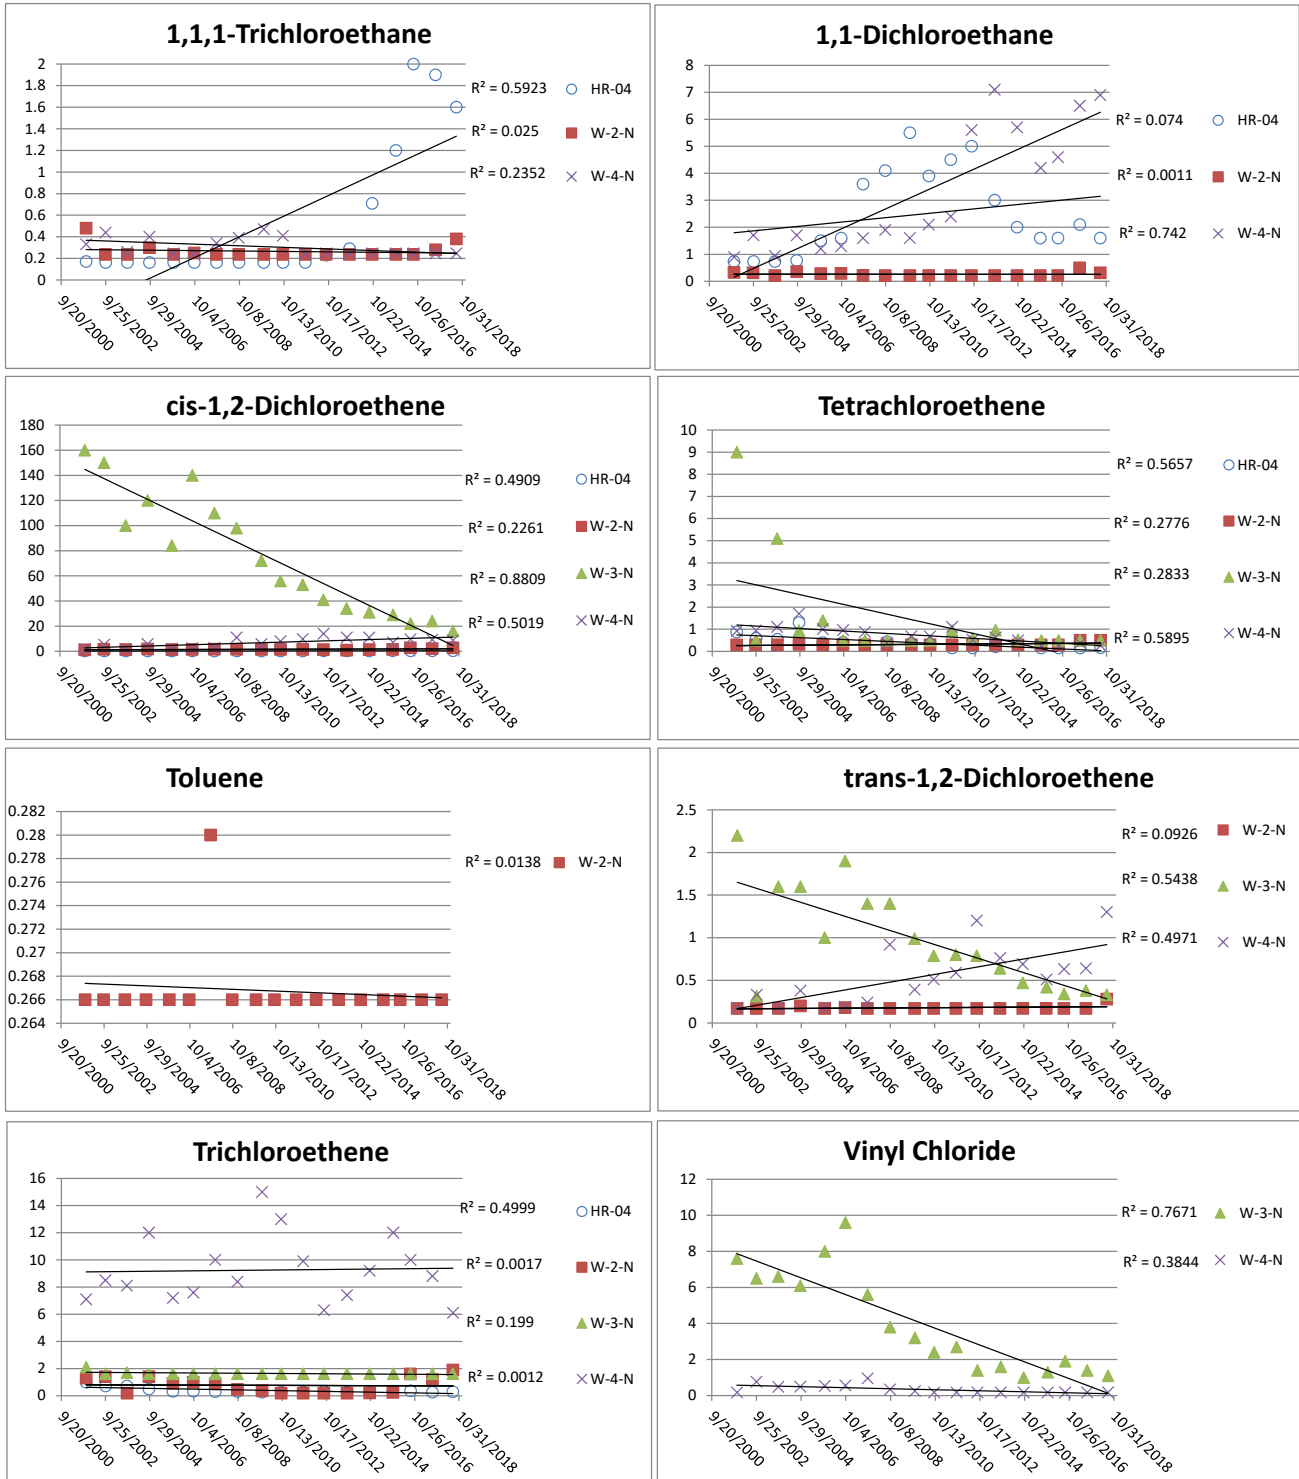 1,1,1-Trichloroethane
2
1.8
1.6
1.4
1.2
1
0.8
0.6
0.4
0.2
0
R² = 0.5923
HR-04
R² = 0.025
W-2-N
R² = 0.2352
W-4-N
9/20/2000
9/25/2002
9/29/2004
10/4/2006
10/8/2008
10/13/2010
10/17/2012
10/22/2014
10/26/2016
10/31/2018
1,1-Dichloroethane
8
7
6
5
4
3
2
1
0
R² = 0.074
HR-04
R² = 0.0011
W-2-N
R² = 0.742
W-4-N
9/20/2000
9/25/2002
9/29/2004
10/4/2006
10/8/2008
10/13/2010
10/17/2012
10/22/2014
10/26/2016
10/31/2018
cis-1,2-Dichloroethene
180
160
140
120
100
80
60
40
20
0
R² = 0.4909
HR-04
R² = 0.2261
W-2-N
R² = 0.8809
W-3-N
R² = 0.5019
W-4-N
9/20/2000
9/25/2002
9/29/2004
10/4/2006
10/8/2008
10/13/2010
10/17/2012
10/22/2014
10/26/2016
10/31/2018
Tetrachloroethene
10
9
8
7
6
5
4
3
2
1
0
R² = 0.5657
HR-04
R² = 0.2776
W-2-N
R² = 0.2833
W-3-N
R² = 0.5895
W-4-N
9/20/2000
9/25/2002
9/29/2004
10/4/2006
10/8/2008
10/13/2010
10/17/2012
10/22/2014
10/26/2016
10/31/2018
Toluene
0.282
0.28
0.278
0.276
0.274
0.272
0.27
0.268
0.266
0.264
R² = 0.0138
W-2-N
9/20/2000
9/25/2002
9/29/2004
10/4/2006
10/8/2008
10/13/2010
10/17/2012
10/22/2014
10/26/2016
10/31/2018
trans-1,2-Dichloroethene
2.5
2
1.5
1
0.5
0
R² = 0.0926
W-2-N
R² = 0.5438
W-3-N
R² = 0.4971
W-4-N
9/20/2000
9/25/2002
9/29/2004
10/4/2006
10/8/2008
10/13/2010
10/17/2012
10/22/2014
10/26/2016
10/31/2018
Trichloroethene
16
14
12
10
8
6
4
2
0
R² = 0.4999
HR-04
R² = 0.0017
W-2-N
R² = 0.199
W-3-N
R² = 0.0012
W-4-N
9/20/2000
9/25/2002
9/29/2004
10/4/2006
10/8/2008
10/13/2010
10/17/2012
10/22/2014
10/26/2016
10/31/2018
Vinyl Chloride
12
10
8
6
4
2
0
R² = 0.7671
W-3-N
R² = 0.3844
W-4-N
9/20/2000
9/25/2002
9/29/2004
10/4/2006
10/8/2008
10/13/2010
10/17/2012
10/22/2014
10/26/2016
10/31/2018